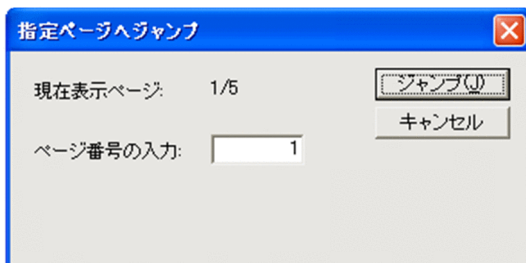 指定ページへジャンプ
現在表示ページ: 1/5
ジャンプ(J)
キャンセル
ページ番号の入力: 1